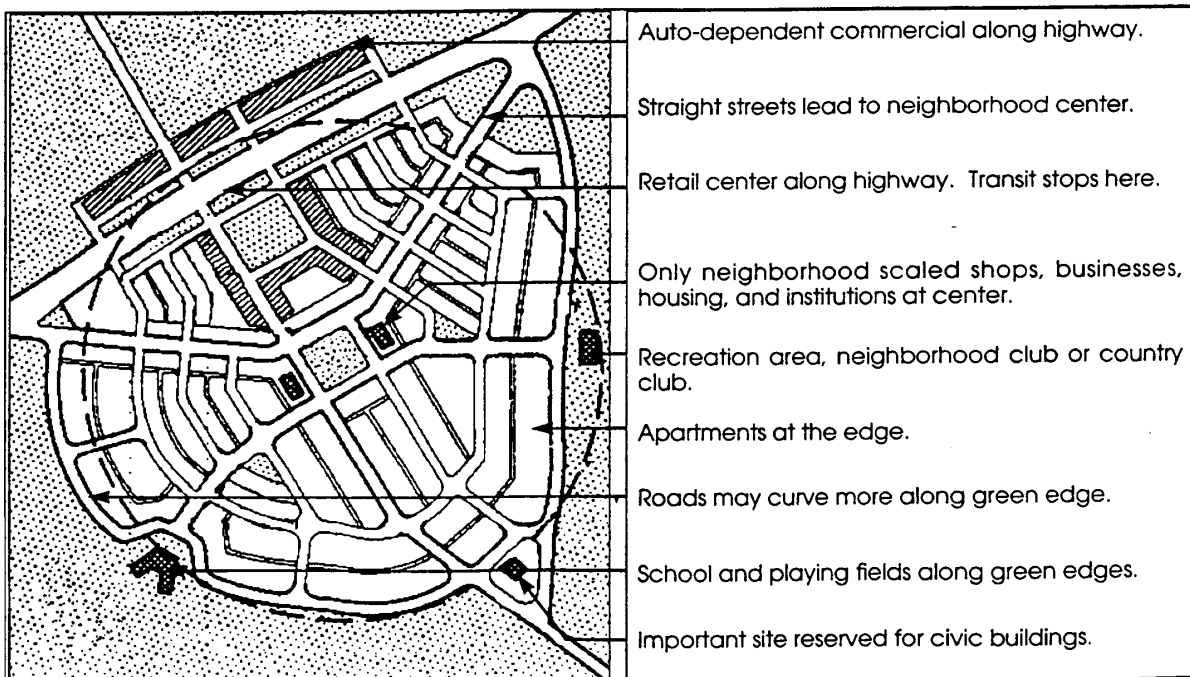 Auto-dependent commercial along highway.
Straight streets lead to neighborhood center.
Retail center along highway. Transit stops here.
Only neighborhood scaled shops, businesses,
housing, and institutions at center.
Recreation area, neighborhood club or country
club.
Apartments at the edge.
Roads may curve more along green edge.
School and playing fields along green edges.
Important site reserved for civic buildings.